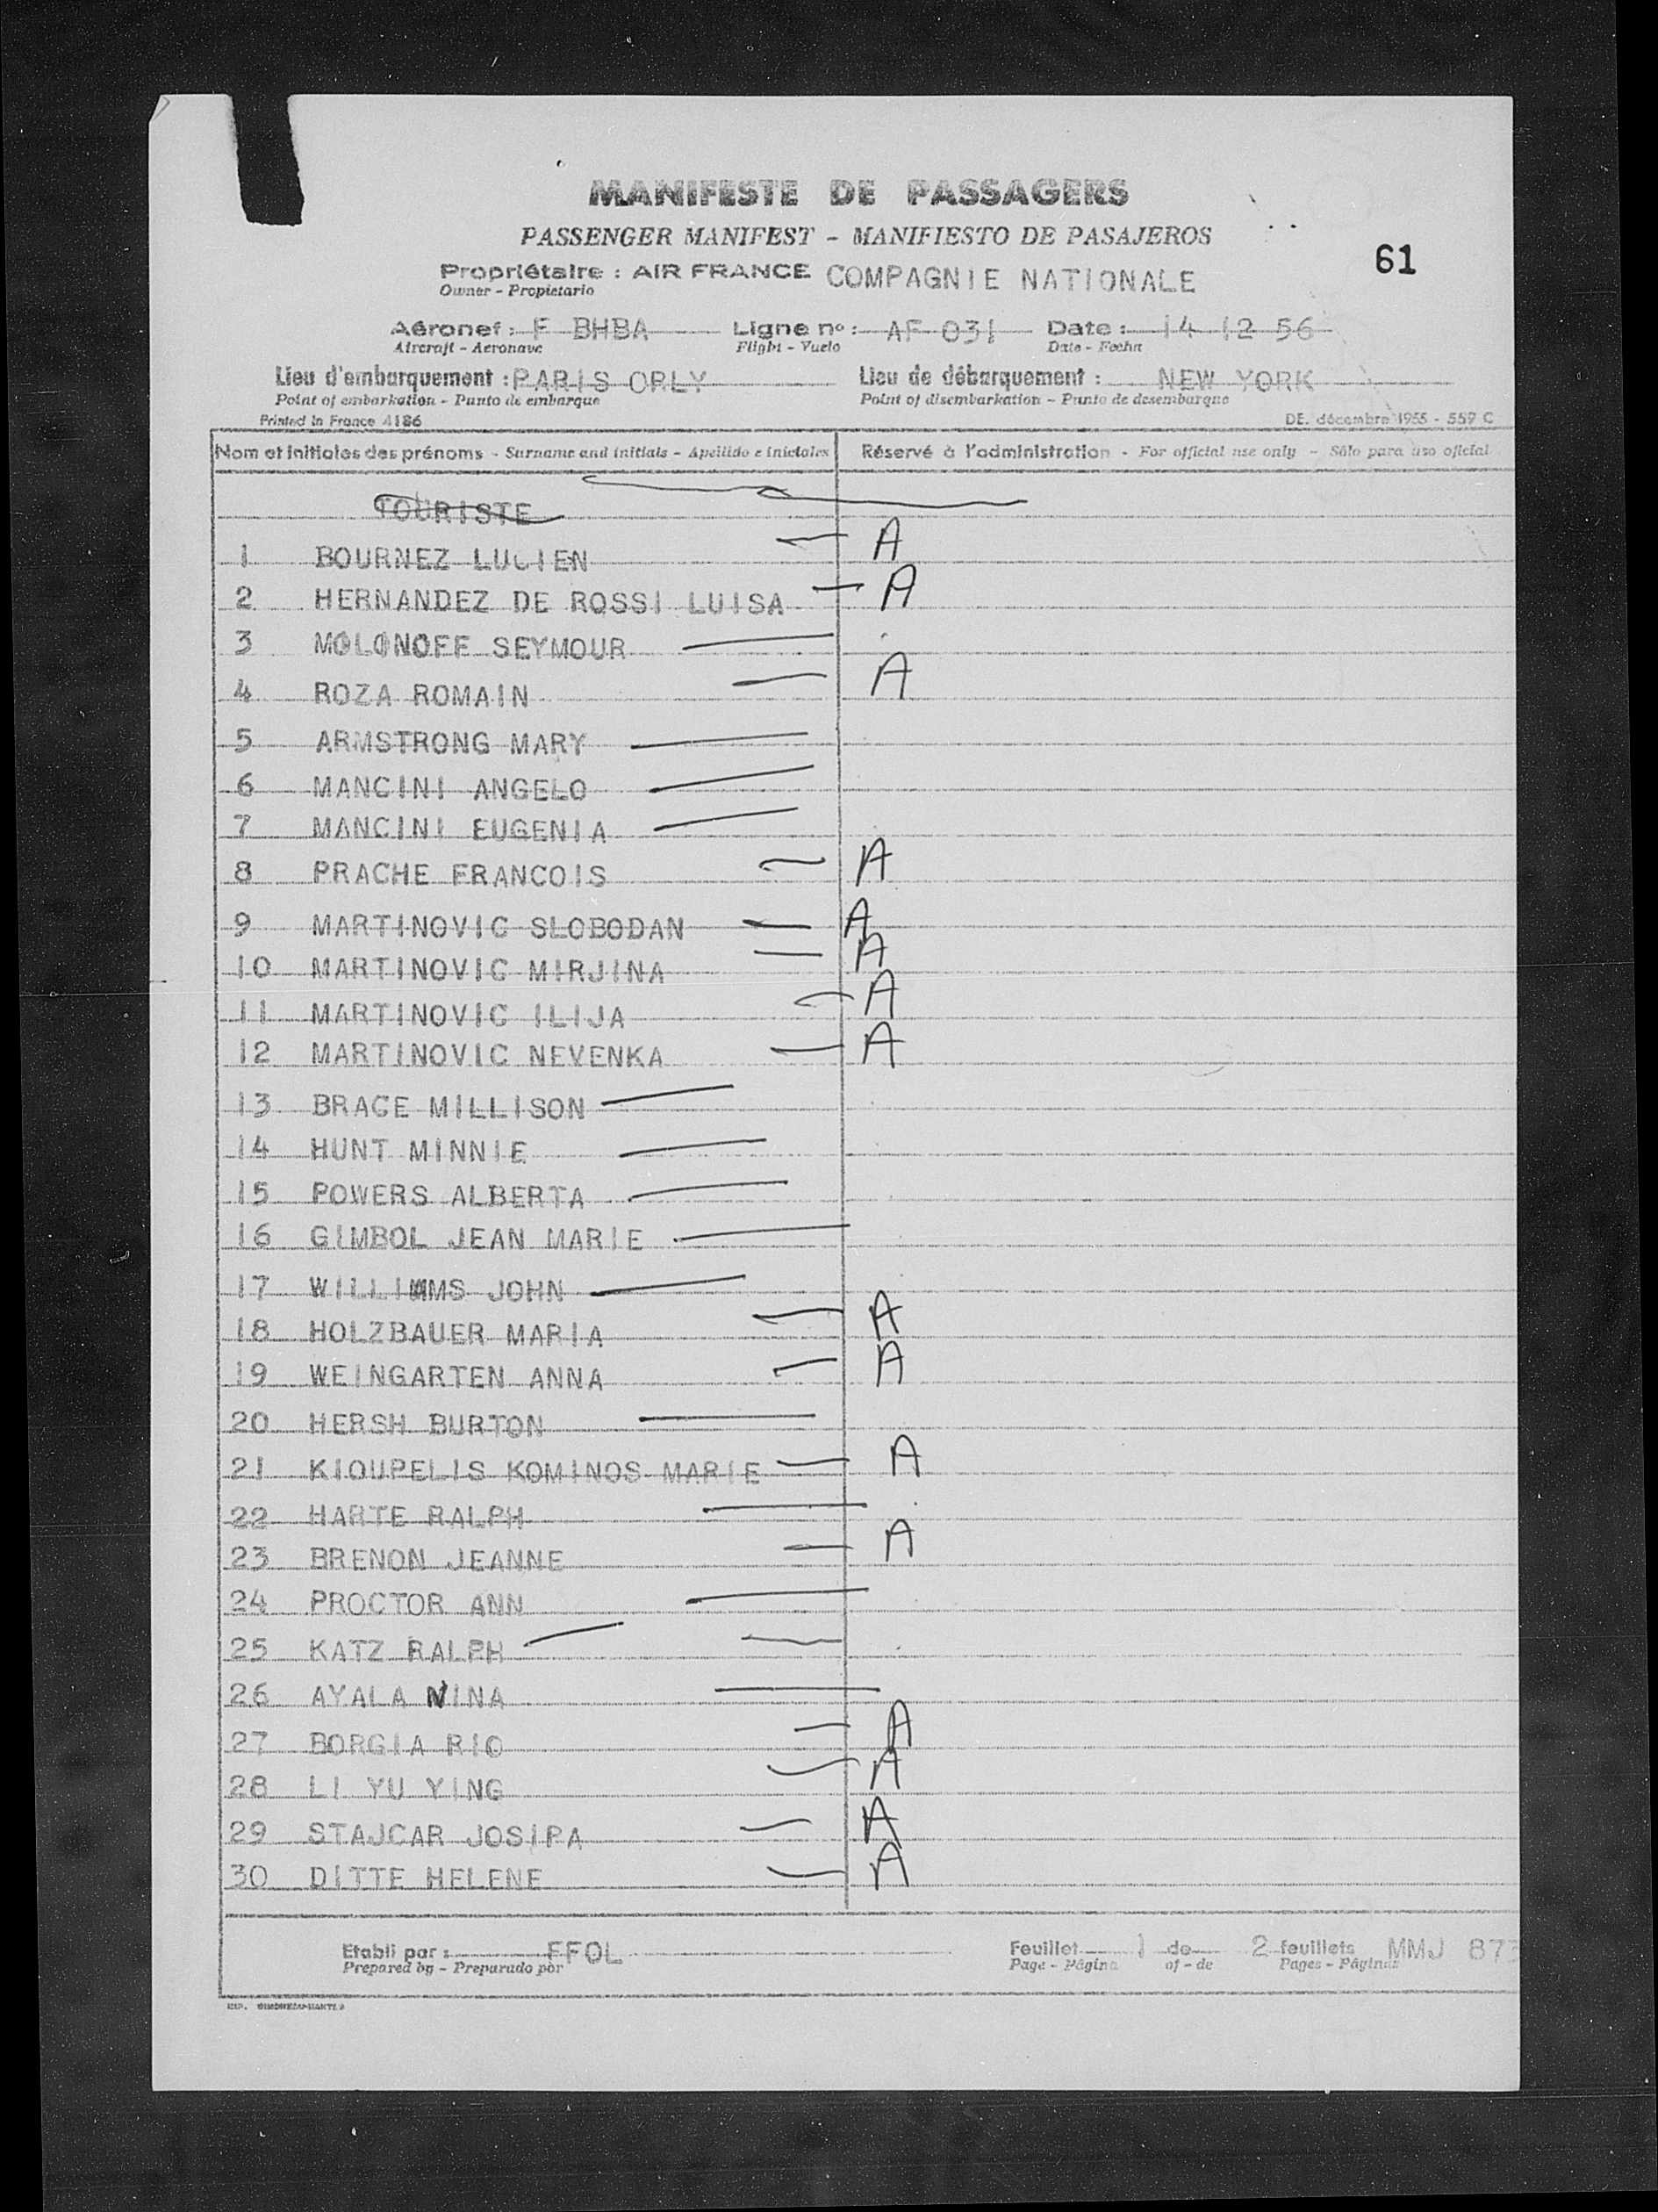 MANIFESTE DE PASSAGERS
PASSENGER MANIFEST - MANIFIESTO DE PASAJEROS
61
Propriétaire : AIR FRANCE COMPAGNIE NATIONALE
Owner - Propietario
Aéronef : F BHBA Ligne nº : AF 031 Date : 14 12 56
Aircraft - Aeronave Flight - Vuelo Date - Fecha
Lieu d'embarquement : PARIS ORLY Lieu de débarquement : NEW YORK
Point of embarkation - Punto de embarque Point of disembarkation - Punto de desembarque
Printed in France 4186 DE. décembre 1955 - 559 C
Nom et initiales des prénoms - Surname and initials - Apellido e iniciales Réservé à l'administration - For official use only - Sólo para uso oficial
TOURISTE
1 BOURNEZ LUCIEN A
2 HERNANDEZ DE ROSSI LUISA A
3 MOLONOFF SEYMOUR
4 ROZA ROMAIN A
5 ARMSTRONG MARY
6 MANCINI ANGELO
7 MANCINI EUGENIA
8 PRACHE FRANCOIS A
9 MARTINOVIC SLOBODAN A
10 MARTINOVIC MIRJINA A
11 MARTINOVIC ILIJA A
12 MARTINOVIC NEVENKA A
13 BRACE MILLISON
14 HUNT MINNIE
15 POWERS ALBERTA
16 GIMBOL JEAN MARIE
17 JOHN
18 HOLZBAUER MARIA A
19 WEINGARTEN ANNA A
20 HERSH BURTON
21 KIOUPELIS KOMINOS MARIE A
22 HARTE RALPH
23 BRENON JEANNE A
24 PROCTOR ANN
25 KATZ RALPH
26 AYALA NINA
27 BORGIA RIO A
28 LI YU YING A
29 STAJCAR JOSIPA A
30 DITTE HELENE A
Etabli par : FFOL Feuillet 1 de 2 feuillets MMJ 873
Prepared by - Preparado por Page - Página of - de Pages - Páginas